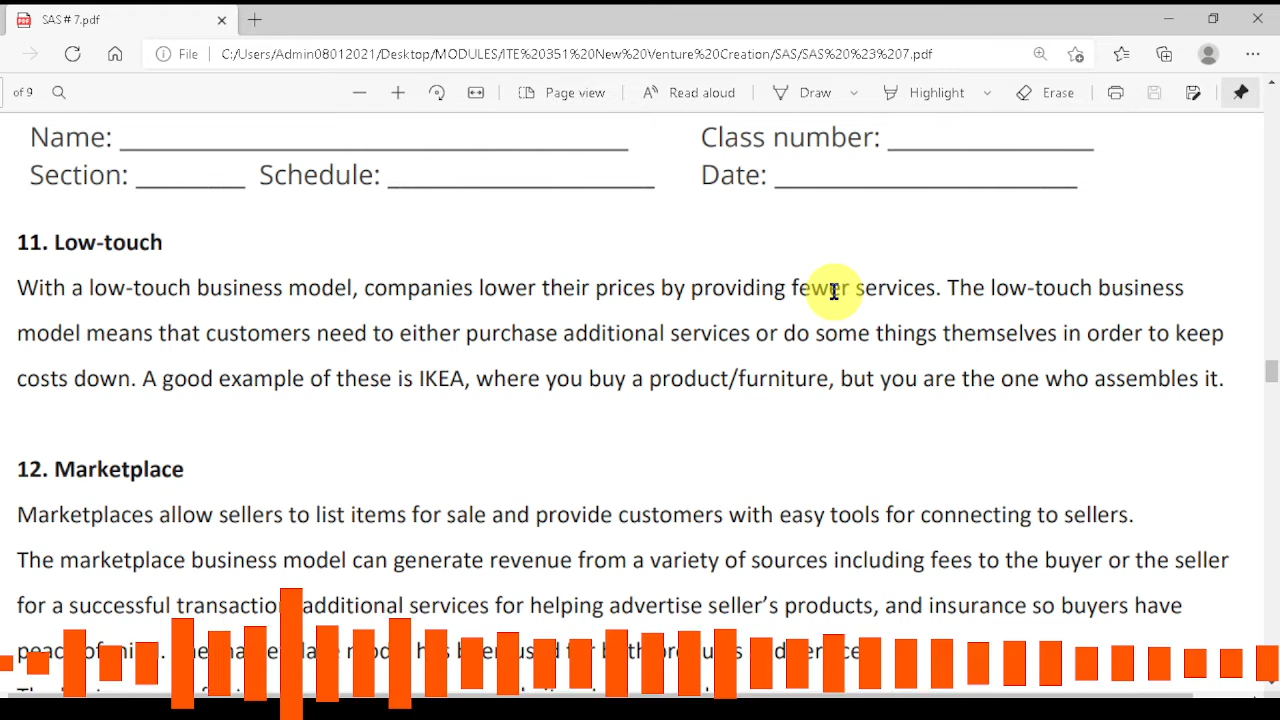 SAS # 7.pdf
File C:/Users/Admin08012021/Desktop/MODULES/ITE%20351%20New%20Venture%20Creation/SAS/SAS%20%23%207.pdf
of 9 Page view Read aloud Draw Highlight Erase
Name: ____ Class number: ____
Section: ____ Schedule: ____ Date: ____
11. Low-touch
With a low-touch business model, companies lower their prices by providing fewer services. The low-touch business
model means that customers need to either purchase additional services or do some things themselves in order to keep
costs down. A good example of these is IKEA, where you buy a product/furniture, but you are the one who assembles it.
12. Marketplace
Marketplaces allow sellers to list items for sale and provide customers with easy tools for connecting to sellers.
The marketplace business model can generate revenue from a variety of sources including fees to the buyer or the seller
for a successful transaction, additional services for helping advertise seller's products, and insurance so buyers have